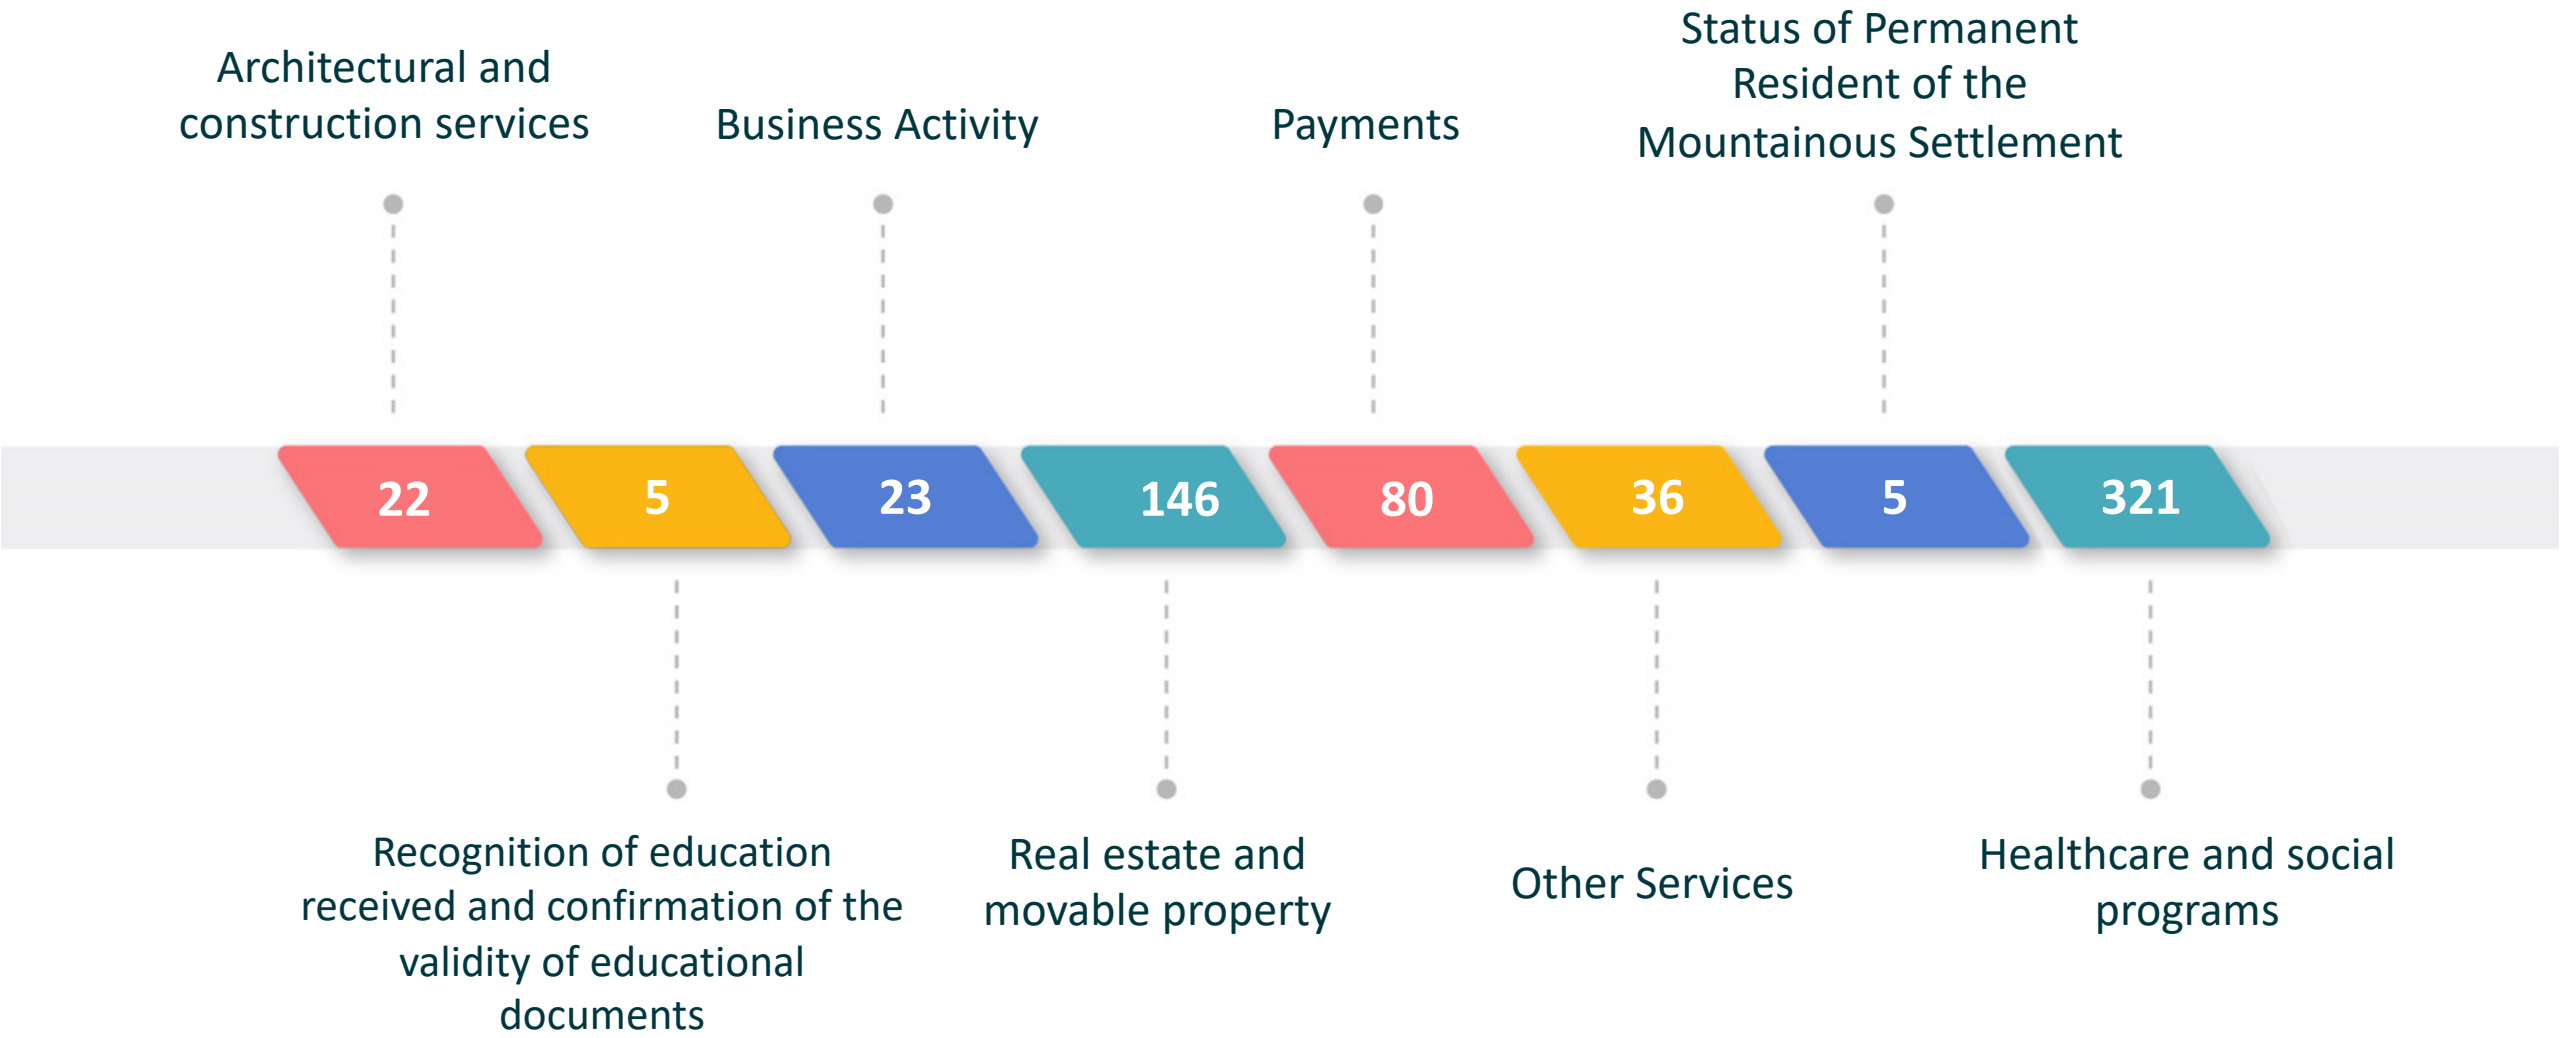 Architectural and
construction services
Business Activity
Payments
Status of Permanent
Resident of the
Mountainous Settlement
22
5
23
146
80
36
5
321
Recognition of education
received and confirmation of the
validity of educational
documents
Real estate and
movable property
Other Services
Healthcare and social
programs